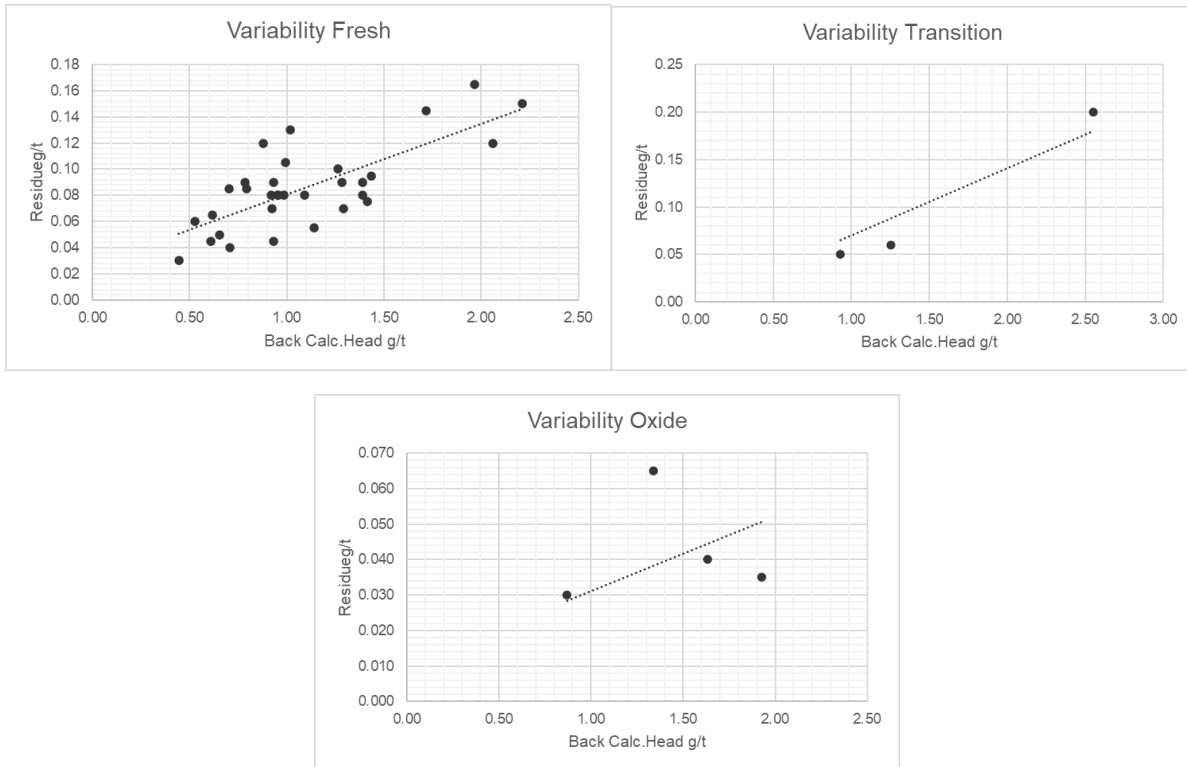 Variability Fresh
0.18
0.16
0.14
0.12
0.10
0.08
0.06
0.04
0.02
0.00
Residueg/t
0.00 0.50 1.00 1.50 2.00 2.50
Back Calc.Head g/t
Variability Transition
0.25
0.20
0.15
0.10
0.05
0.00
Residueg/t
0.00 0.50 1.00 1.50 2.00 2.50 3.00
Back Calc.Head g/t
Variability Oxide
0.070
0.060
0.050
0.040
0.030
0.020
0.010
0.000
Residueg/t
0.00 0.50 1.00 1.50 2.00 2.50
Back Calc.Head g/t